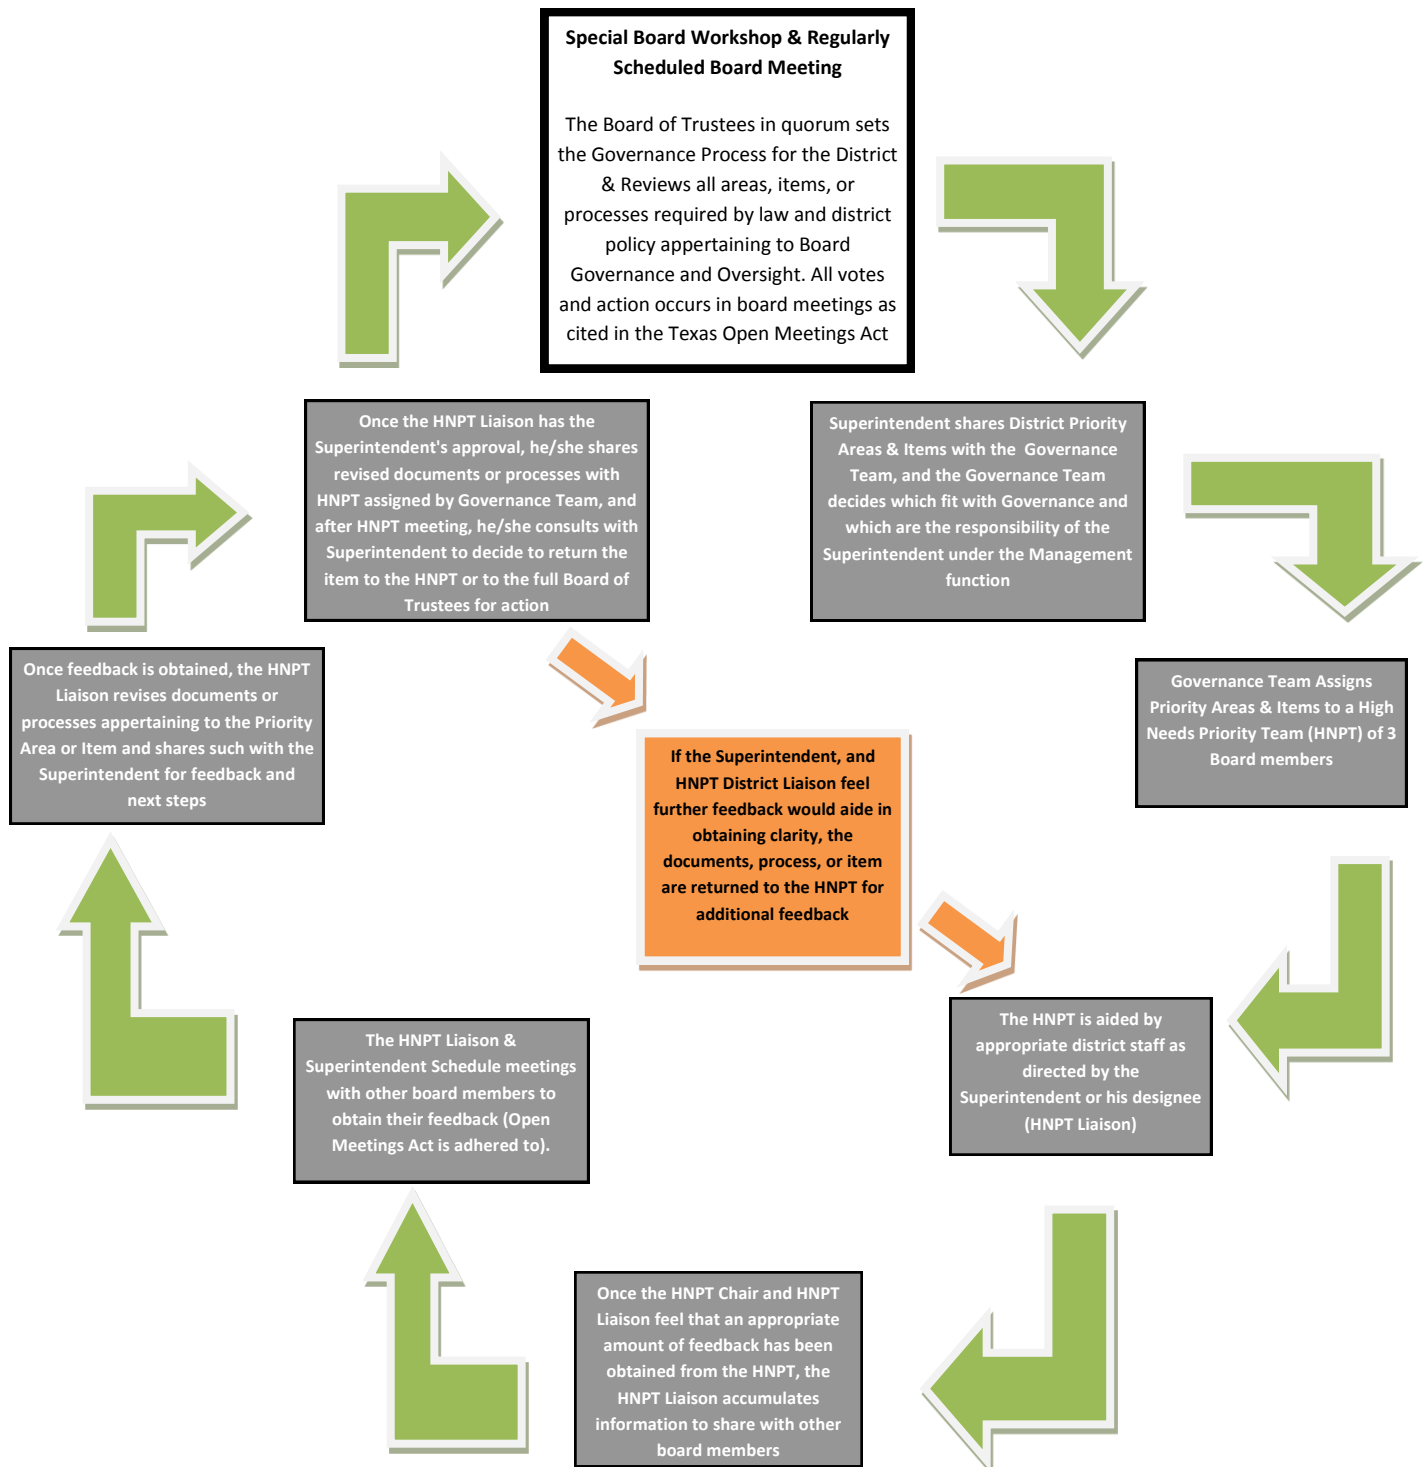 Special Board Workshop & Regularly
Scheduled Board Meeting
The Board of Trustees in quorum sets
the Governance Process for the District
& Reviews all areas, items, or
processes required by law and district
policy appertaining to Board
Governance and Oversight. All votes
and action occurs in board meetings as
cited in the Texas Open Meetings Act
Superintendent shares District Priority
Areas & Items with the Governance
Team, and the Governance Team
decides which fit with Governance and
which are the responsibility of the
Superintendent under the Management
function
Governance Team Assigns
Priority Areas & Items to a High
Needs Priority Team (HNPT) of 3
Board members
The HNPT is aided by
appropriate district staff as
directed by the
Superintendent or his designee
(HNPT Liaison)
Once the HNPT Chair and HNPT
Liaison feel that an appropriate
amount of feedback has been
obtained from the HNPT, the
HNPT Liaison accumulates
information to share with other
board members
The HNPT Liaison &
Superintendent Schedule meetings
with other board members to
obtain their feedback (Open
Meetings Act is adhered to).
Once feedback is obtained, the HNPT
Liaison revises documents or
processes appertaining to the Priority
Area or Item and shares such with the
Superintendent for feedback and
next steps
Once the HNPT Liaison has the
Superintendent's approval, he/she shares
revised documents or processes with
HNPT assigned by Governance Team, and
after HNPT meeting, he/she consults with
Superintendent to decide to return the
item to the HNPT or to the full Board of
Trustees for action
If the Superintendent, and
HNPT District Liaison feel
further feedback would aide in
obtaining clarity, the
documents, process, or item
are returned to the HNPT for
additional feedback